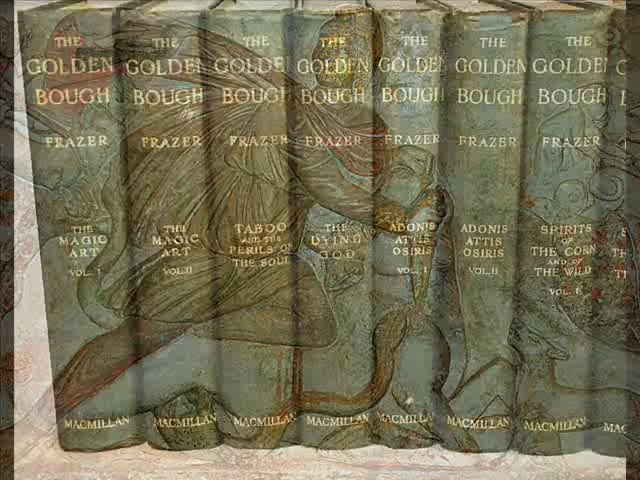 THE
GOLDEN
BOUGH
FRAZER
THE
MAGIC
ART
VOL. I
MACMILLAN
THE
GOLDEN
BOUGH
FRAZER
THE
MAGIC
ART
VOL. II
MACMILLAN
THE
GOLDEN
BOUGH
FRAZER
TABOO
AND THE
PERILS OF
THE SOUL
MACMILLAN
THE
GOLDEN
BOUGH
FRAZER
THE
DYING
GOD
MACMILLAN
THE
GOLDEN
BOUGH
FRAZER
ADONIS
ATTIS
OSIRIS
VOL. I
MACMILLAN
THE
GOLDEN
BOUGH
FRAZER
ADONIS
ATTIS
OSIRIS
VOL. II
MACMILLAN
THE
GOLDEN
BOUGH
FRAZER
SPIRITS
OF
THE CORN
AND OF
THE WILD
VOL. I
MACMILLAN